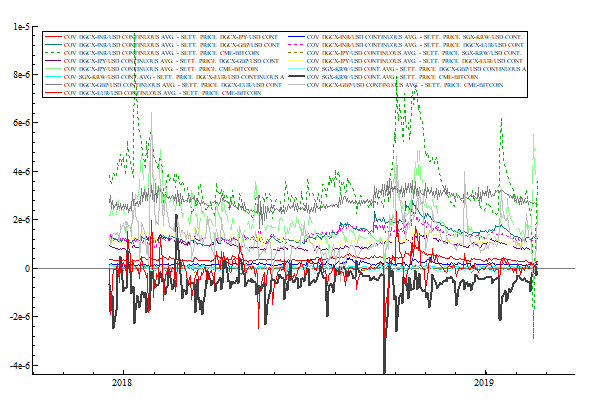 1e-5
8e-6
6e-6
4e-6
2e-6
0
-2e-6
-4e-6
COV DGCX-INR/USD CONTINUOUS AVG. - SETT. PRICE DGCX-JPY/USD CONT
COV DGCX-INR/USD CONTINUOUS AVG. - SETT. PRICE DGCX-GBP/USD CONT
COV DGCX-INR/USD CONTINUOUS AVG. - SETT. PRICE CME-BITCOIN
COV DGCX-JPY/USD CONTINUOUS AVG. - SETT. PRICE DGCX-GBP/USD CONT
COV DGCX-JPY/USD CONTINUOUS AVG. - SETT. PRICE CME-BITCOIN
COV SGX-KRW/USD CONT. AVG. - SETT. PRICE DGCX-EUR/USD CONTINUOUS A
COV DGCX-GBP/USD CONTINUOUS AVG. - SETT. PRICE DGCX-EUR/USD CONT
COV DGCX-EUR/USD CONTINUOUS AVG. - SETT. PRICE CME-BITCOIN
COV DGCX-INR/USD CONTINUOUS AVG. - SETT. PRICE SGX-KRW/USD CONT.
COV DGCX-INR/USD CONTINUOUS AVG. - SETT. PRICE DGCX-EUR/USD CONT
COV DGCX-JPY/USD CONTINUOUS AVG. - SETT. PRICE SGX-KRW/USD CONT.
COV DGCX-JPY/USD CONTINUOUS AVG. - SETT. PRICE DGCX-EUR/USD CONT
COV SGX-KRW/USD CONT. AVG. - SETT. PRICE DGCX-GBP/USD CONTINUOUS A
COV SGX-KRW/USD CONT. AVG. - SETT. PRICE CME-BITCOIN
COV DGCX-GBP/USD CONTINUOUS AVG. - SETT. PRICE CME-BITCOIN
2018
2019